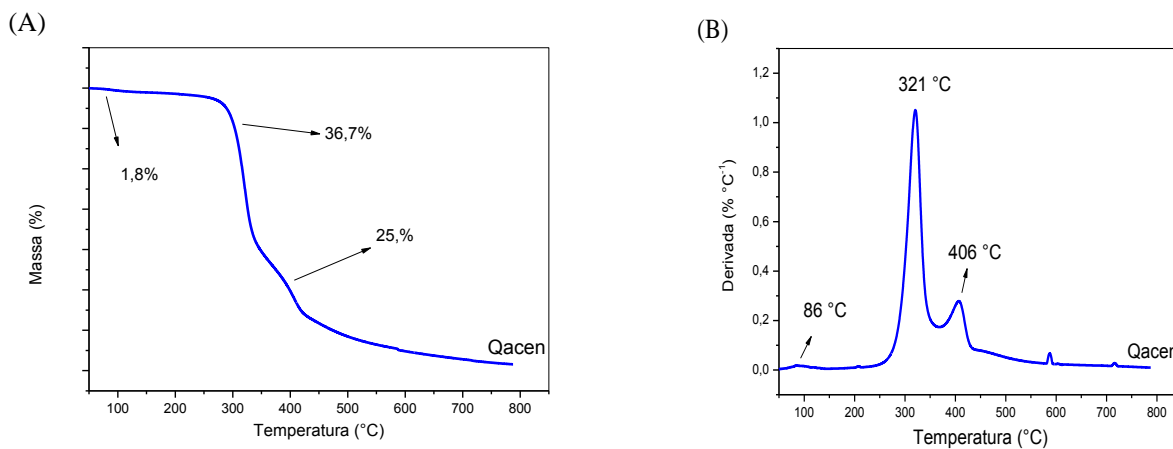 (A)
Massa (%)
1,8%
36,7%
25,%
Qacen
100 200 300 400 500 600 700 800
Temperatura (°C)
(B)
Derivada (% °C⁻¹)
1,2
1,0
0,8
0,6
0,4
0,2
0,0
321 °C
406 °C
86 °C
Qacen
100 200 300 400 500 600 700 800
Temperatura (°C)